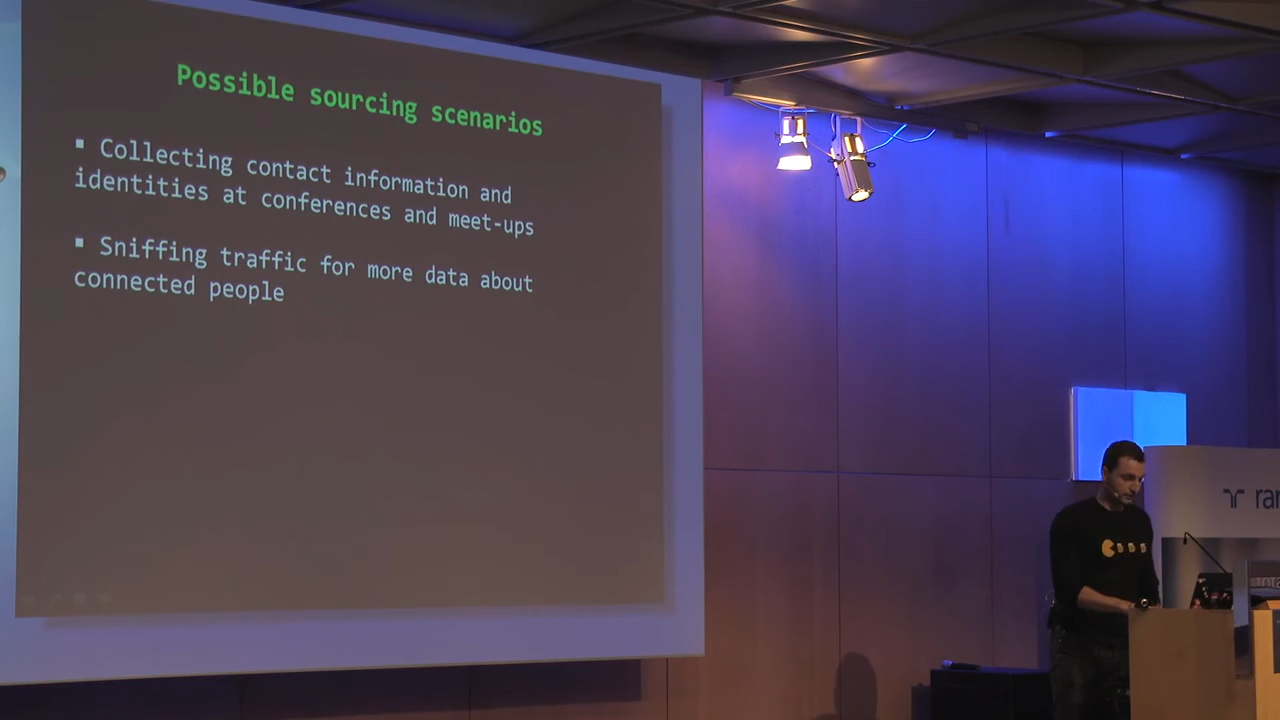 Possible sourcing scenarios
▪ Collecting contact information and
identities at conferences and meet-ups
▪ Sniffing traffic for more data about
connected people
ran